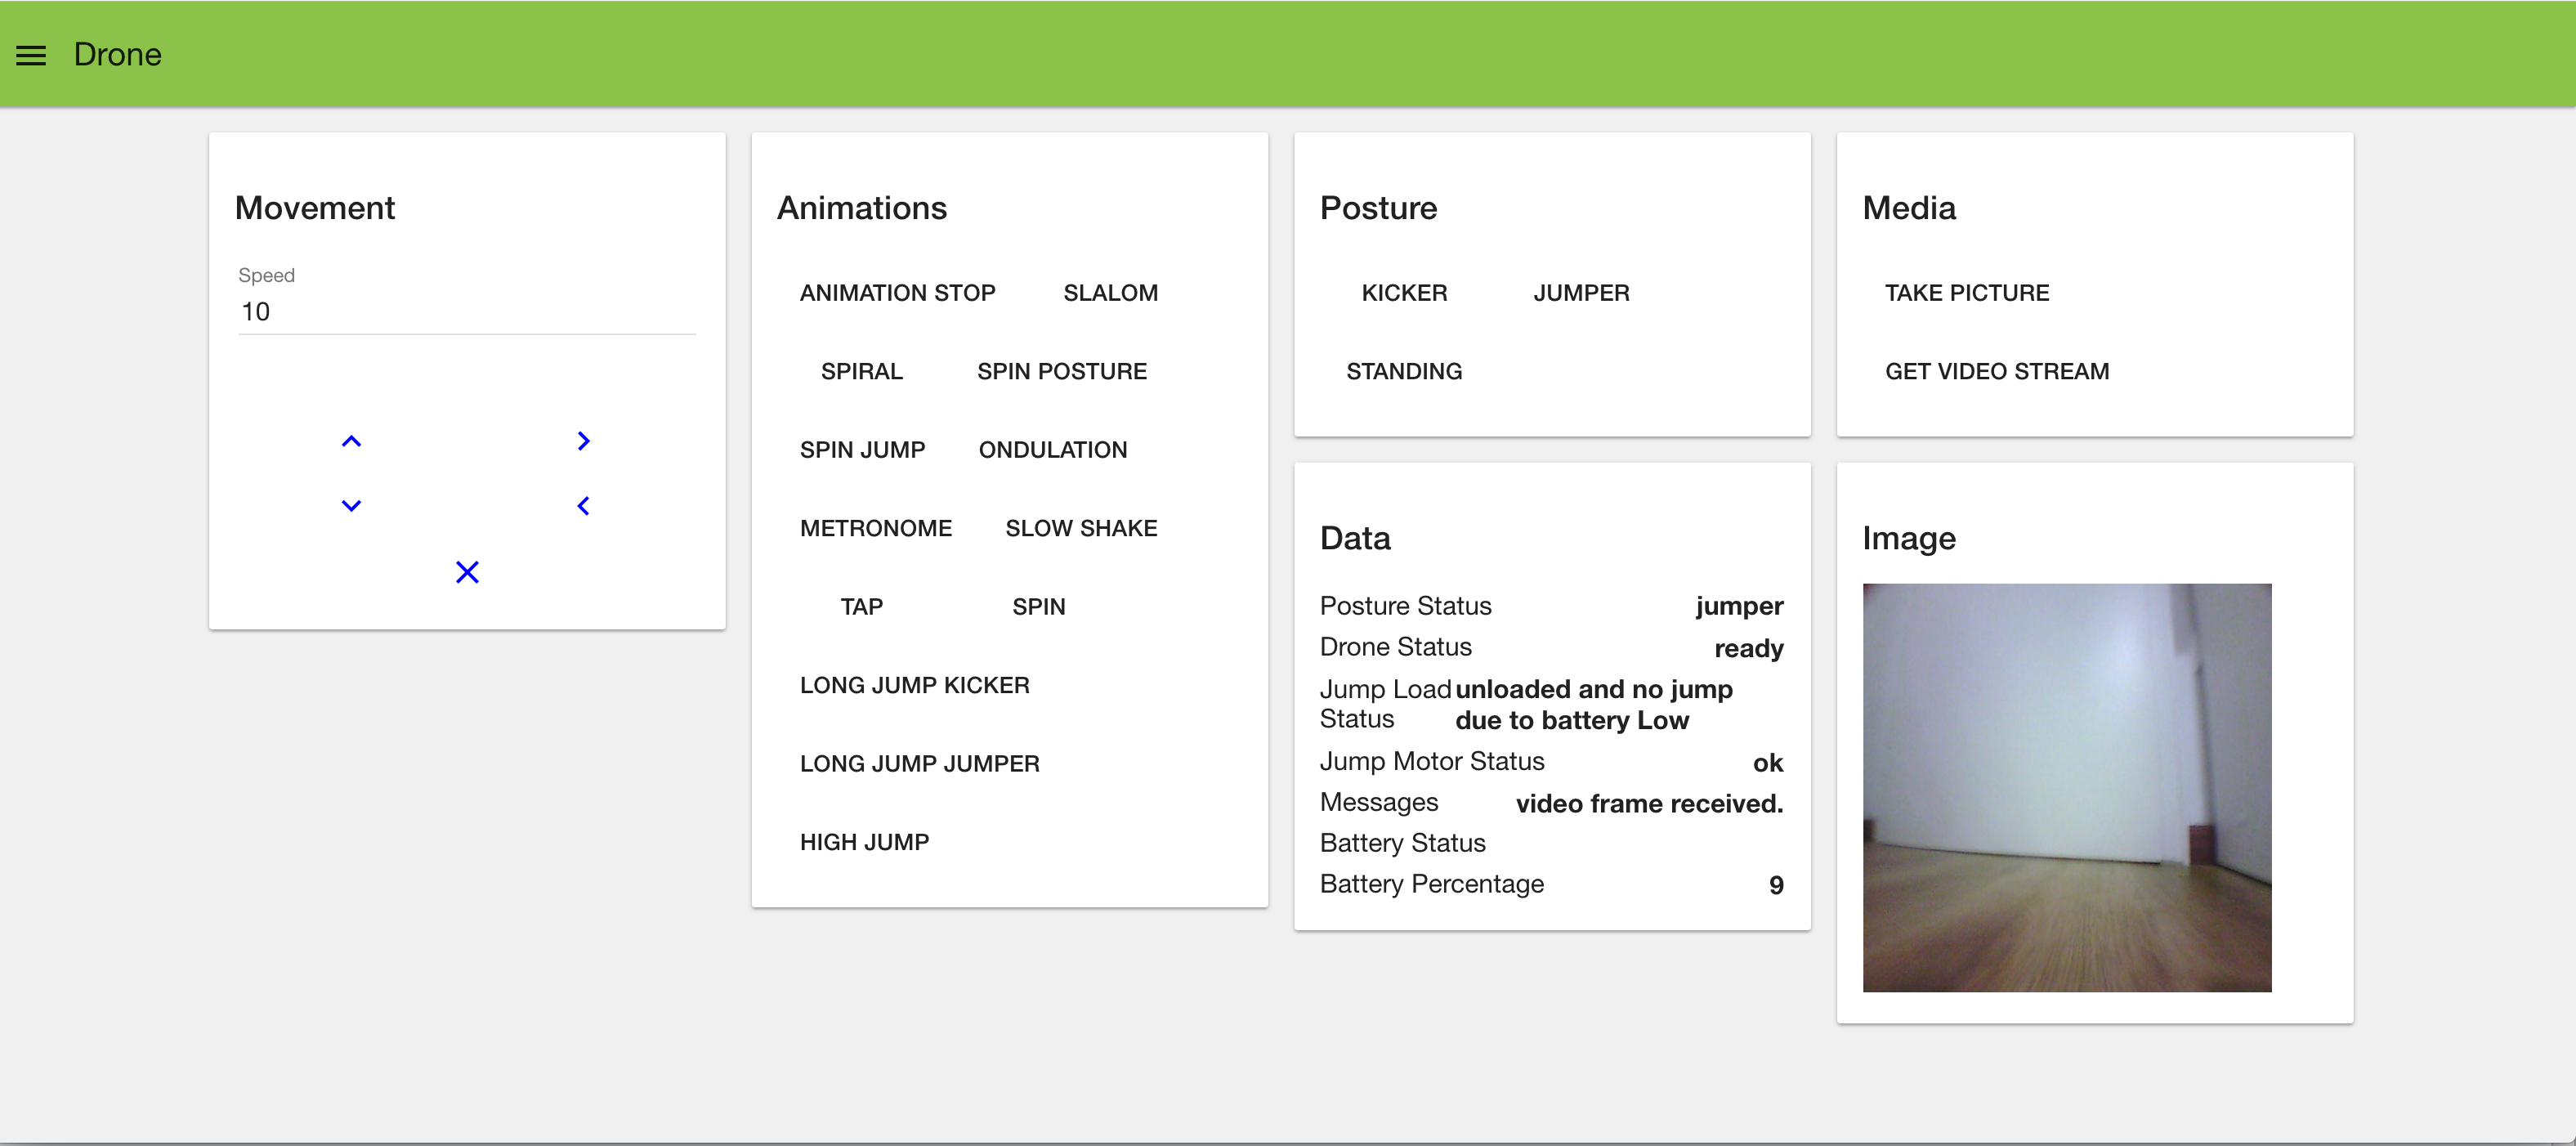 Drone
Movement
Speed
10
Animations
ANIMATION STOP SLALOM
SPIRAL SPIN POSTURE
SPIN JUMP ONDULATION
METRONOME SLOW SHAKE
TAP SPIN
LONG JUMP KICKER
LONG JUMP JUMPER
HIGH JUMP
Posture
KICKER JUMPER
STANDING
Data
Posture Status jumper
Drone Status ready
Jump Load unloaded and no jump
Status due to battery Low
Jump Motor Status ok
Messages video frame received.
Battery Status
Battery Percentage 9
Media
TAKE PICTURE
GET VIDEO STREAM
Image